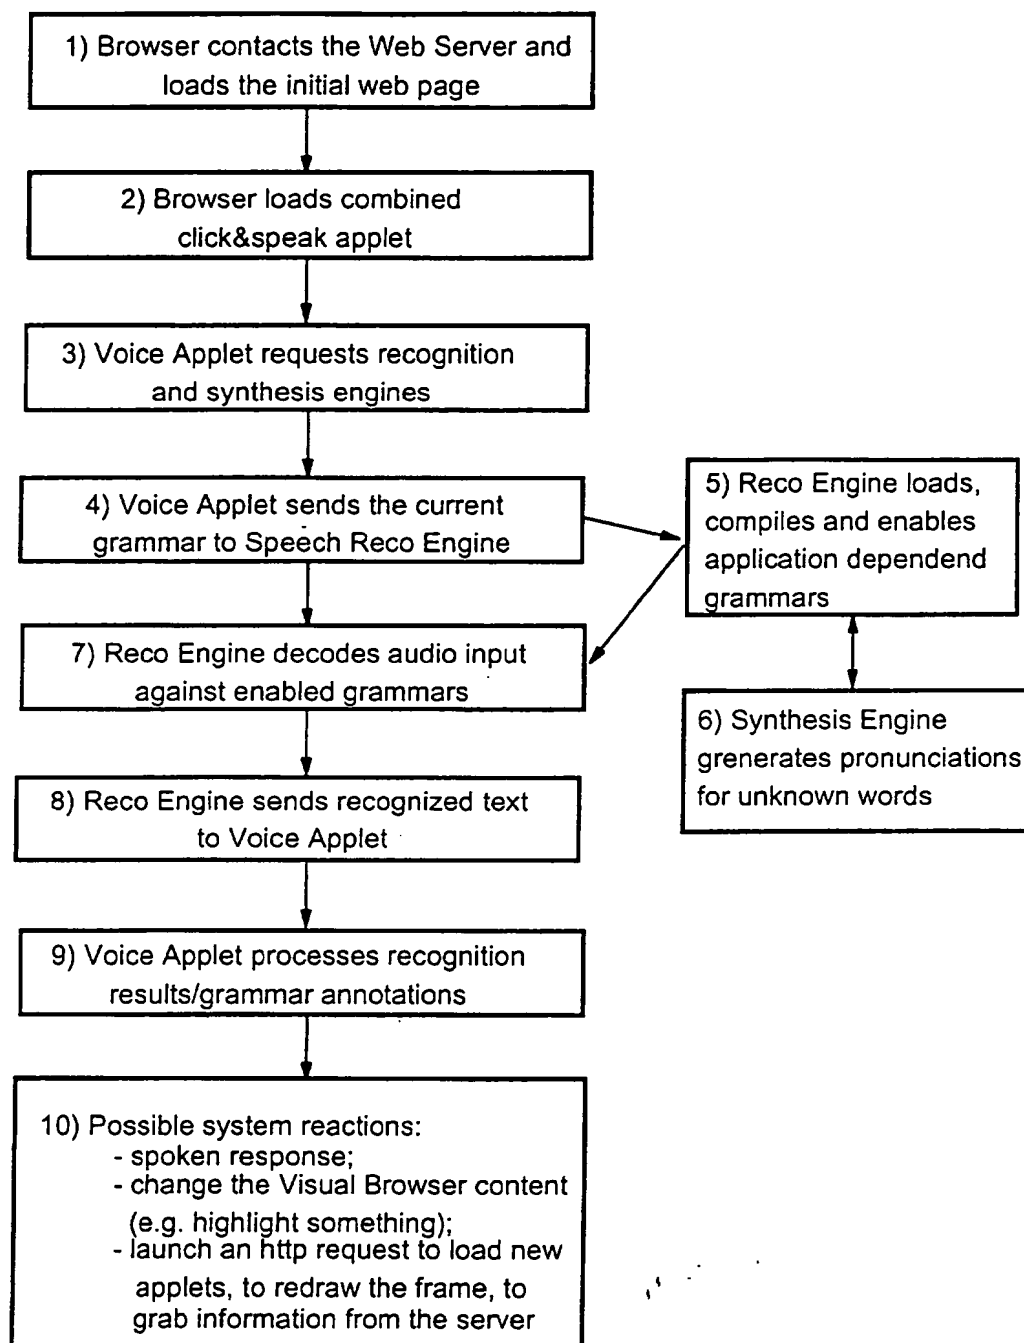 1) Browser contacts the Web Server and
loads the initial web page
2) Browser loads combined
click&speak applet
3) Voice Applet requests recognition
and synthesis engines
4) Voice Applet sends the current
grammar to Speech Reco Engine
5) Reco Engine loads,
compiles and enables
application dependend
grammars
6) Synthesis Engine
grenerates pronunciations
for unknown words
7) Reco Engine decodes audio input
against enabled grammars
8) Reco Engine sends recognized text
to Voice Applet
9) Voice Applet processes recognition
results/grammar annotations
10) Possible system reactions:
- spoken response;
- change the Visual Browser content
(e.g. highlight something);
- launch an http request to load new
applets, to redraw the frame, to
grab information from the server